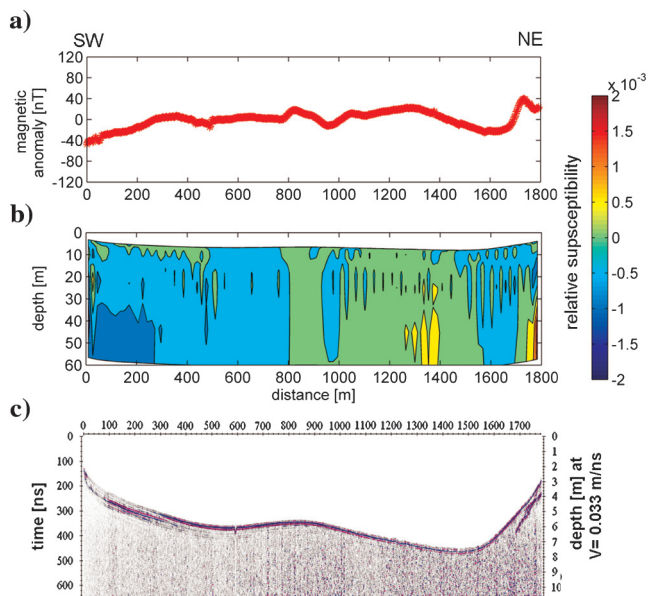 a)
SW
NE
120
80
40
0
-40
-80
-120
magnetic
anomaly [nT]
0 200 400 600 800 1000 1200 1400 1600 1800
b)
0
10
20
30
40
50
60
depth [m]
0 200 400 600 800 1000 1200 1400 1600 1800
distance [m]
x 10-3
2
1.5
1
0.5
0
-0.5
-1
-1.5
-2
relative supsceptibility
c)
0 100 200 300 400 500 600 700 800 900 1000 1100 1200 1300 1400 1500 1600 1700
0
100
200
300
400
500
600
time [ns]
0
1
2
3
4
5
6
7
8
9
10
depth [m] at
V= 0.033 m/ns